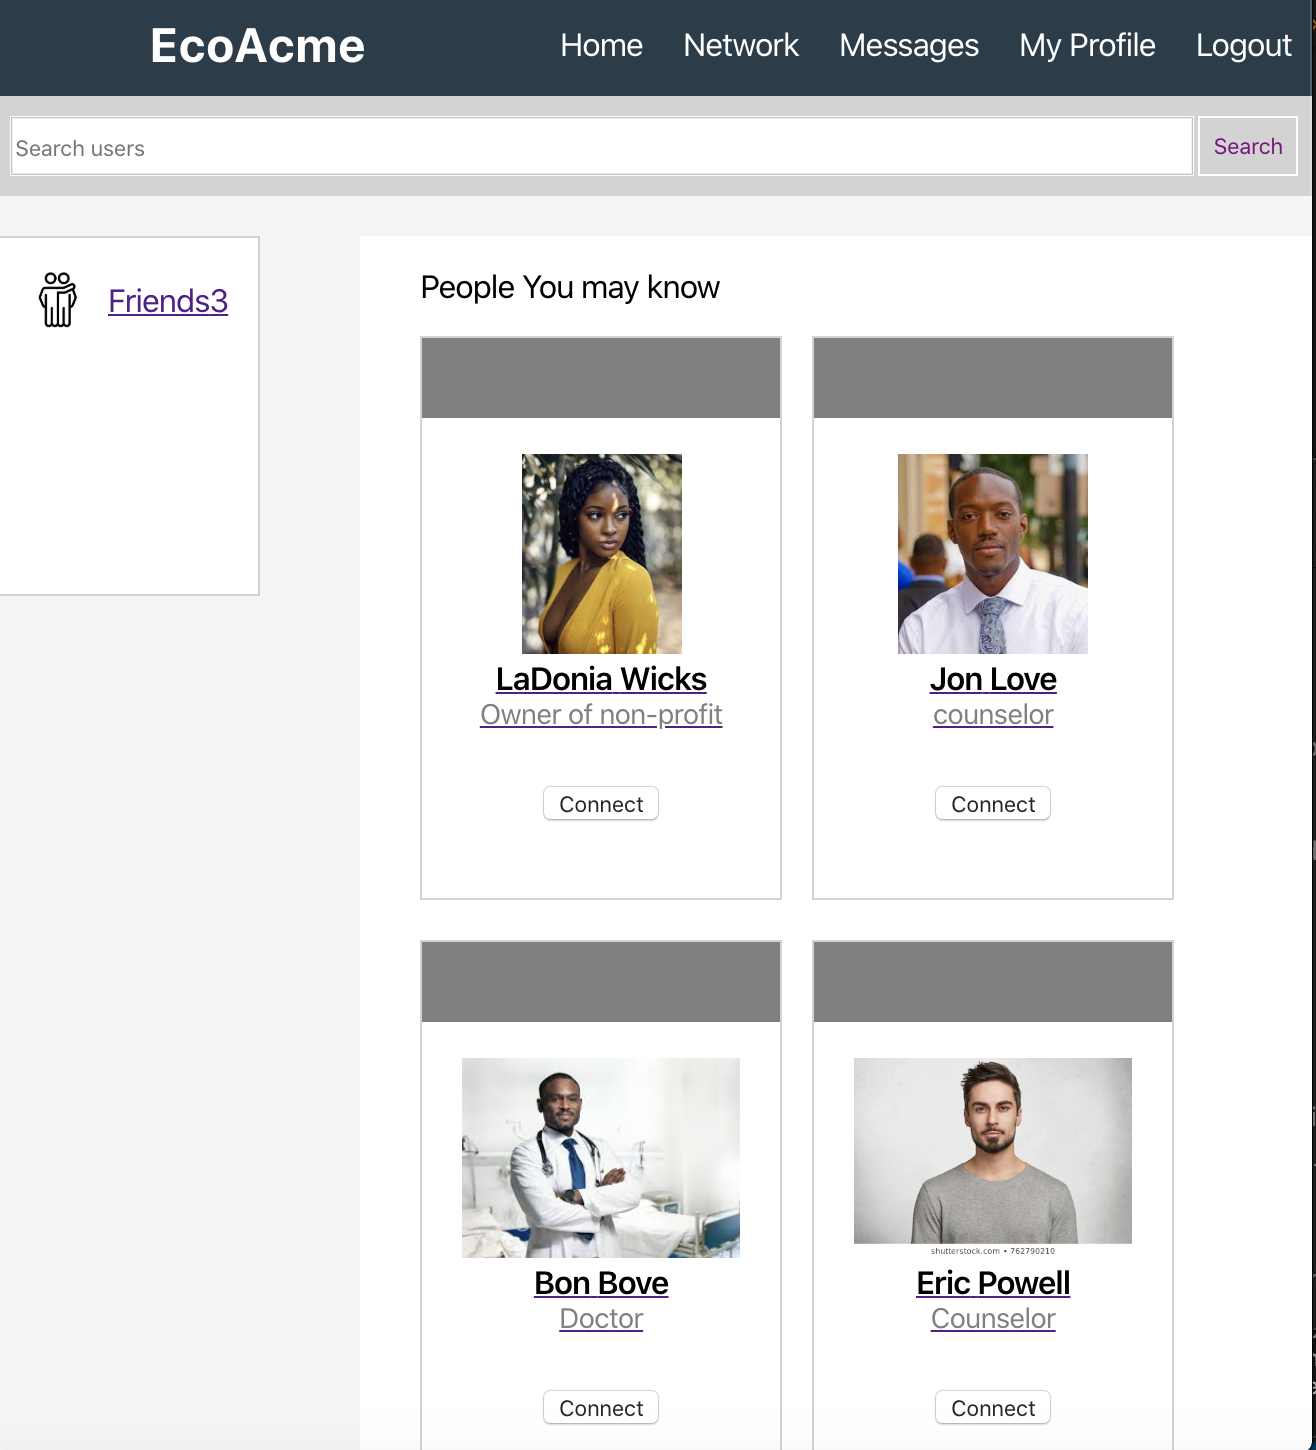 EcoAcme Home Network Messages My Profile Logout
Search users Search
Friends3
People You may know
LaDonia Wicks Jon Love
Owner of non-profit counselor
Connect Connect
shutterstock.com • 762790210
Bon Bove Eric Powell
Doctor Counselor
Connect Connect